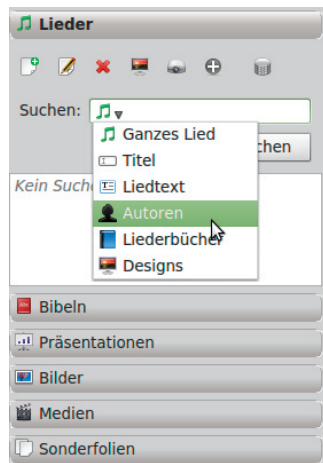 Lieder
Suchen:
Ganzes Lied
chen
Titel
Kein Such
Liedtext
Autoren
Liederbücher
Designs
Bibeln
Präsentationen
Bilder
Medien
Sonderfolien